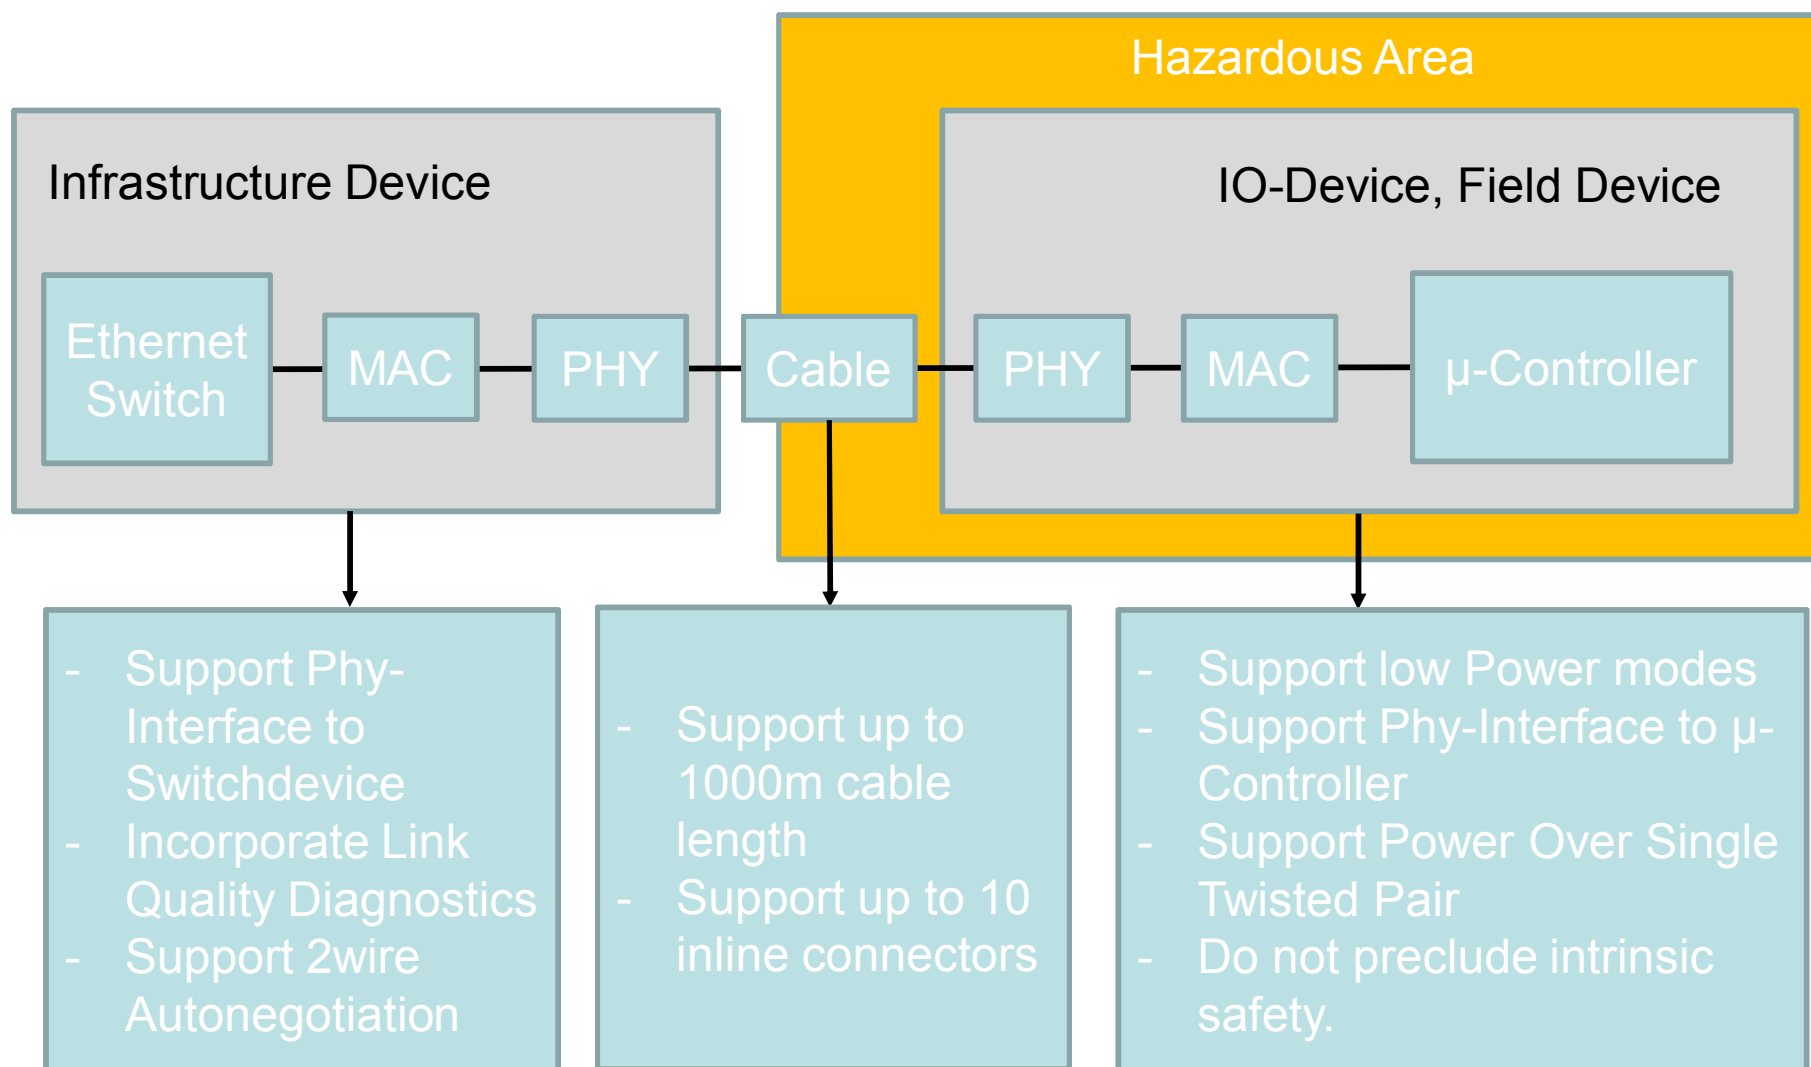 Hazardous Area
Infrastructure Device
IO-Device, Field Device
Ethernet
Switch
MAC
PHY
Cable
PHY
MAC
µ-Controller
- Support Phy-
Interface to
Switchdevice
- Incorporate Link
Quality Diagnostics
- Support 2wire
Autonegotiation
- Support up to
1000m cable
length
- Support up to 10
inline connectors
- Support low Power modes
- Support Phy-Interface to µ-
Controller
- Support Power Over Single
Twisted Pair
- Do not preclude intrinsic
safety.